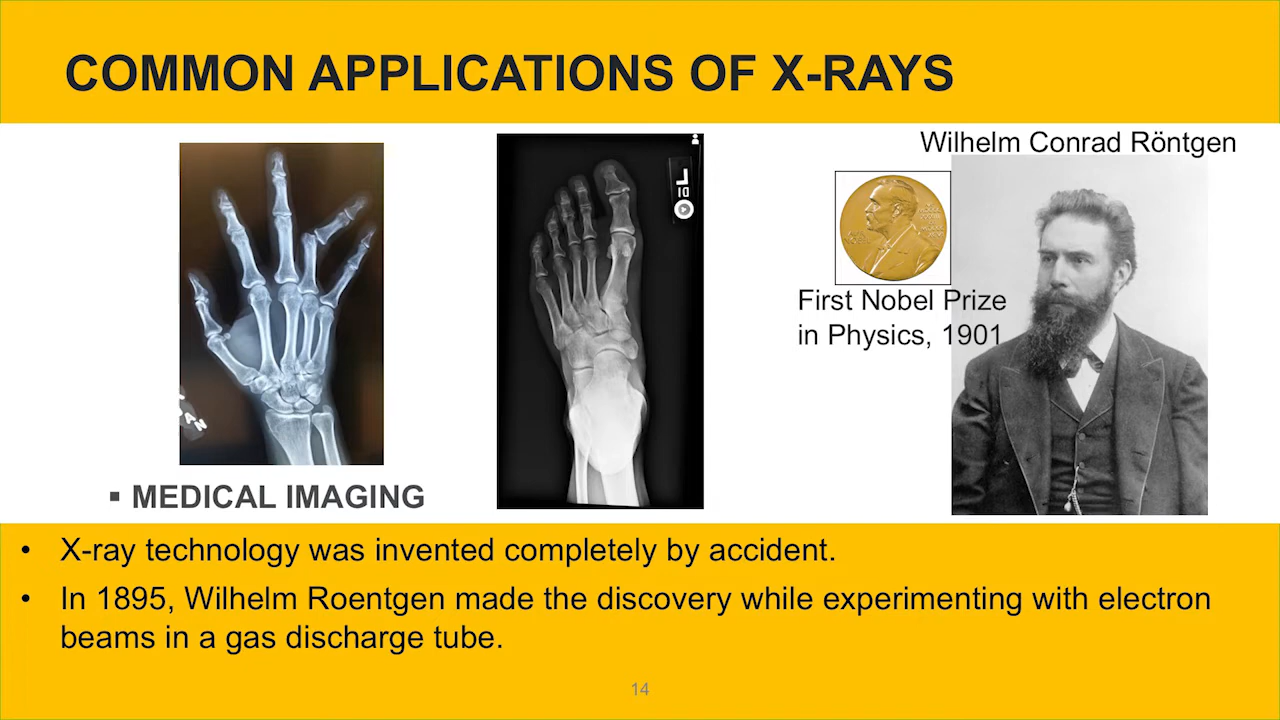 COMMON APPLICATIONS OF X-RAYS
Wilhelm Conrad Röntgen
L
First Nobel Prize
in Physics, 1901
▪ MEDICAL IMAGING
• X-ray technology was invented completely by accident.
• In 1895, Wilhelm Roentgen made the discovery while experimenting with electron
beams in a gas discharge tube.
14